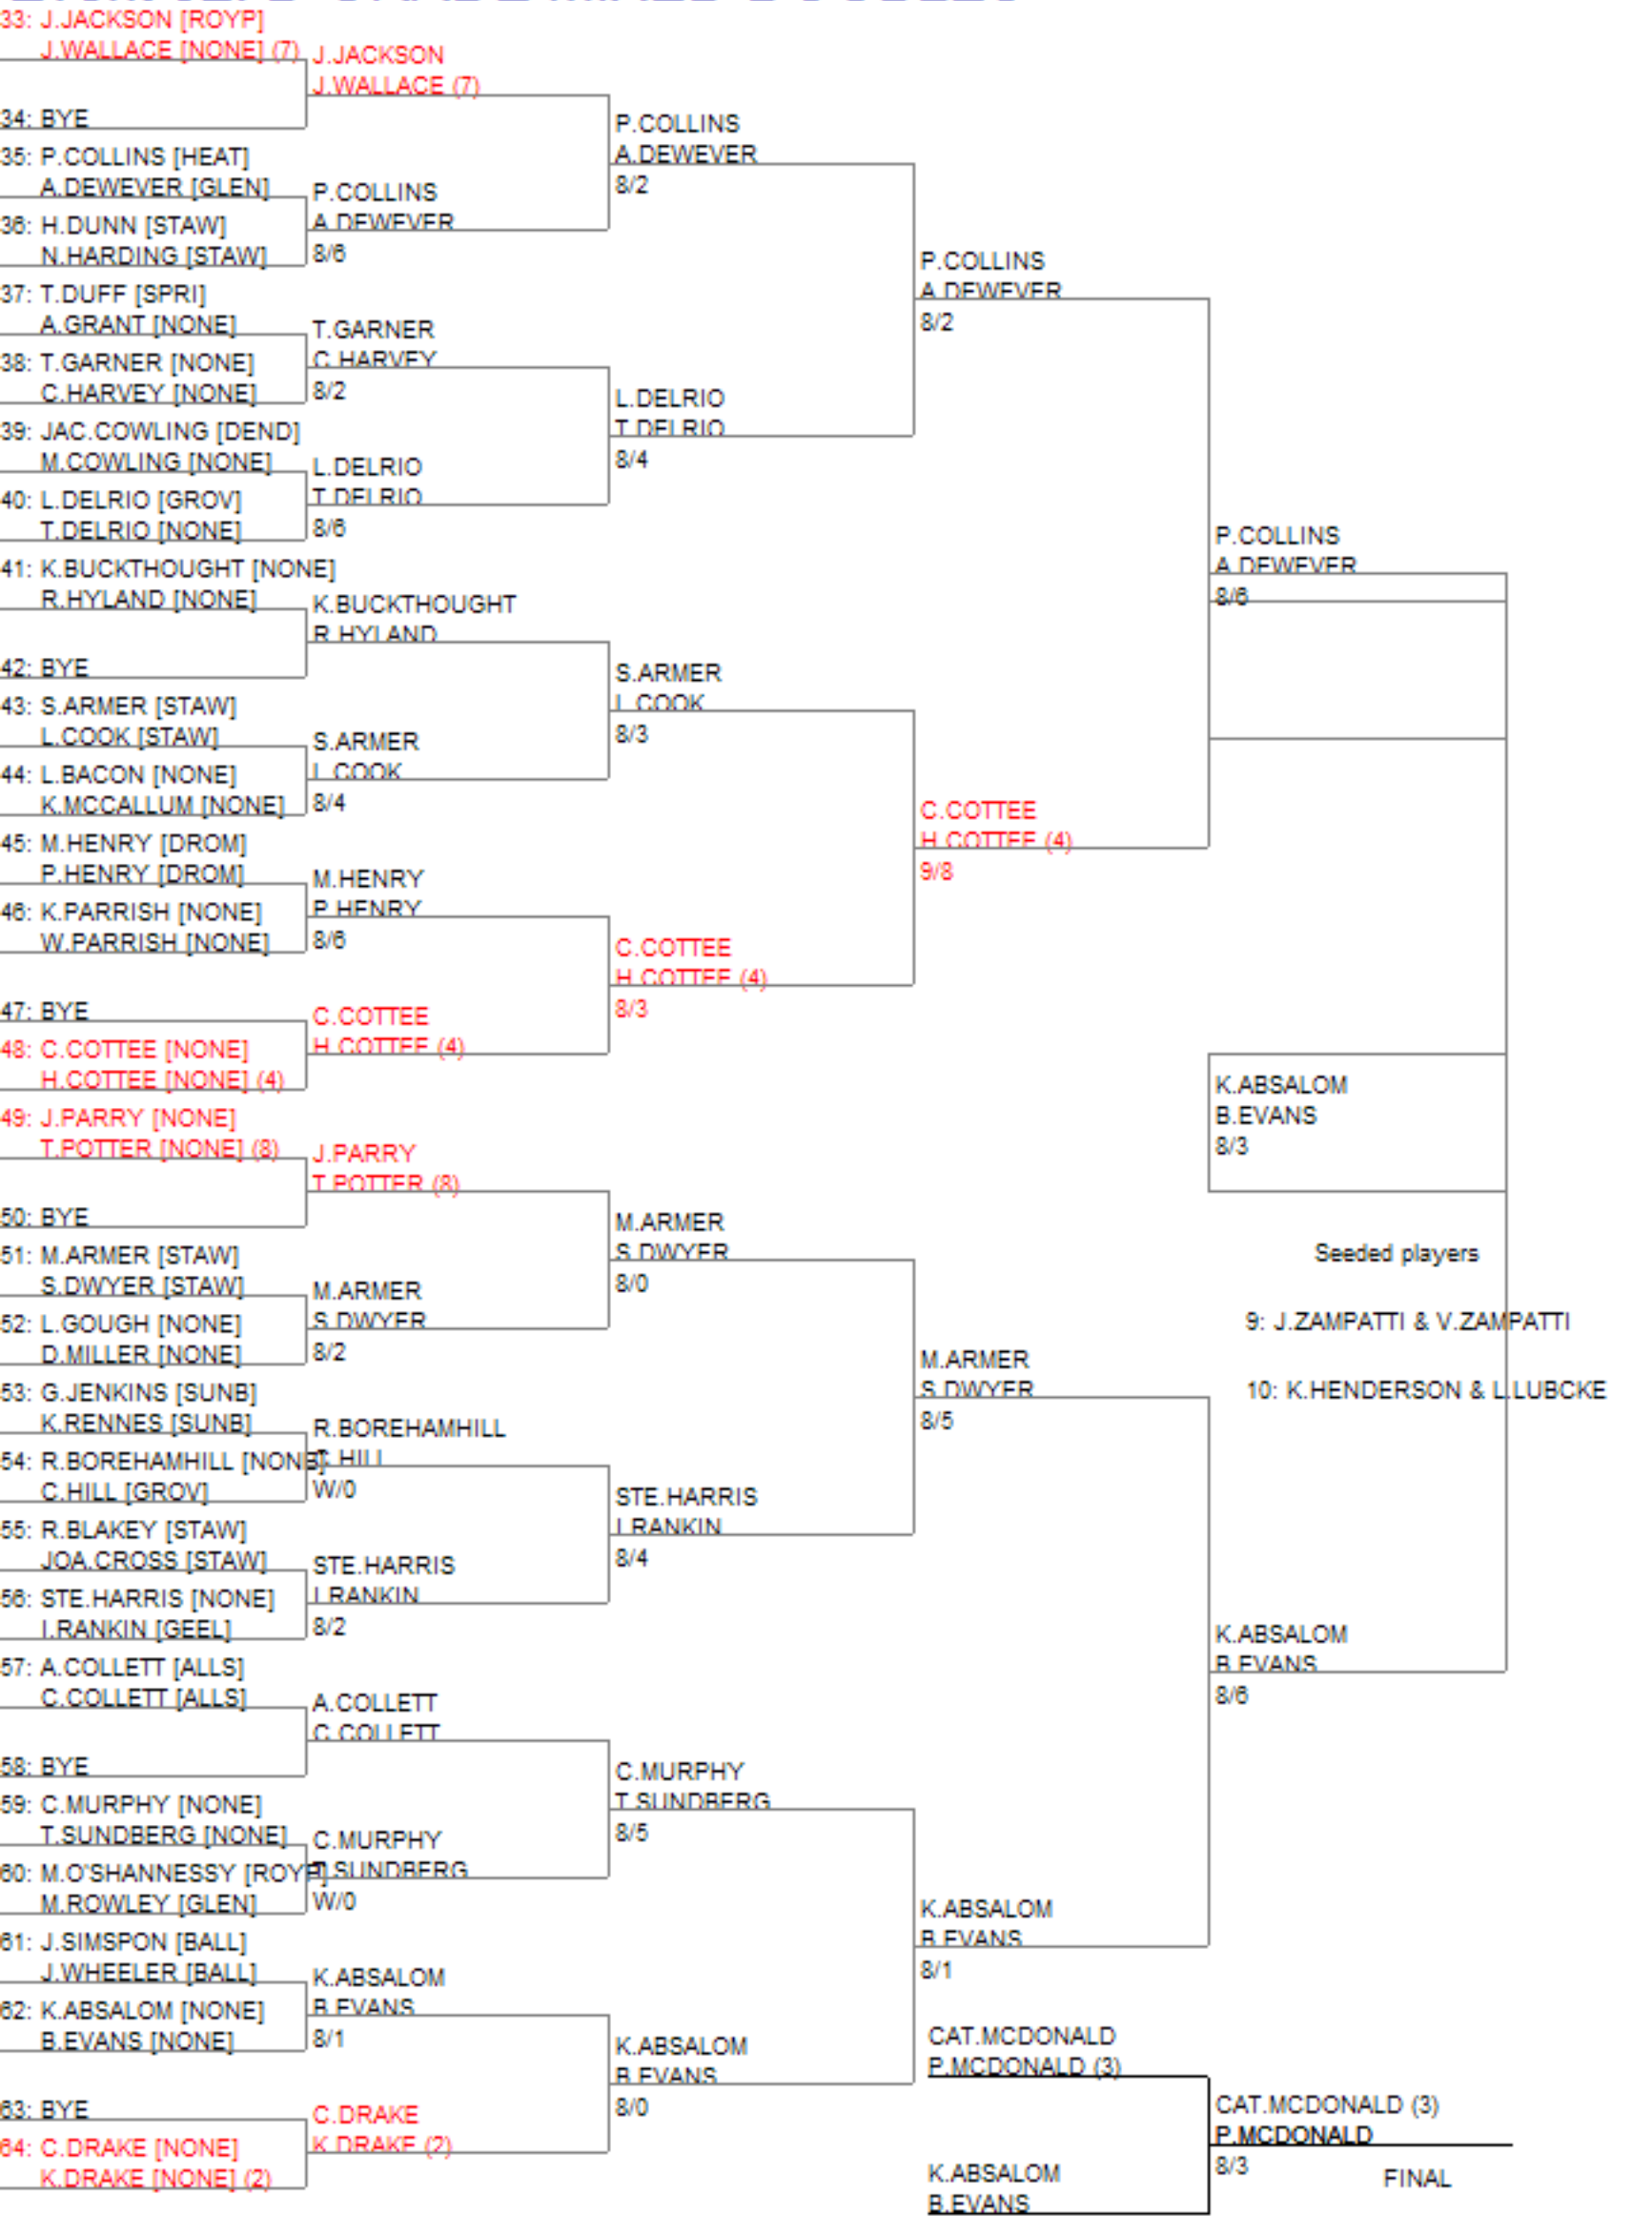 33: J.JACKSON [ROYP]
J.WALLACE [NONE] (7)
34: BYE
35: P.COLLINS [HEAT]
A.DEWEVER [GLEN]
36: H.DUNN [STAW]
N.HARDING [STAW]
37: T.DUFF [SPRI]
A.GRANT [NONE]
38: T.GARNER [NONE]
C.HARVEY [NONE]
39: JAC.COWLING [DEND]
M.COWLING [NONE]
40: L.DELRIO [GROV]
T.DELRIO [NONE]
41: K.BUCKTHOUGHT [NONE]
R.HYLAND [NONE]
42: BYE
43: S.ARMER [STAW]
L.COOK [STAW]
44: L.BACON [NONE]
K.MCCALLUM [NONE]
45: M.HENRY [DROM]
P.HENRY [DROM]
46: K.PARRISH [NONE]
W.PARRISH [NONE]
47: BYE
48: C.COTTEE [NONE]
H.COTTEE [NONE] (4)
49: J.PARRY [NONE]
T.POTTER [NONE] (8)
50: BYE
51: M.ARMER [STAW]
S.DWYER [STAW]
52: L.GOUGH [NONE]
D.MILLER [NONE]
53: G.JENKINS [SUNB]
K.RENNES [SUNB]
54: R.BOREHAMHILL [NONE]
C.HILL [GROV]
55: R.BLAKEY [STAW]
JOA.CROSS [STAW]
56: STE.HARRIS [NONE]
I.RANKIN [GEEL]
57: A.COLLETT [ALLS]
C.COLLETT [ALLS]
58: BYE
59: C.MURPHY [NONE]
T.SUNDBERG [NONE]
60: M.O'SHANNESSY [ROYP]
M.ROWLEY [GLEN]
61: J.SIMSPON [BALL]
J.WHEELER [BALL]
62: K.ABSALOM [NONE]
B.EVANS [NONE]
63: BYE
64: C.DRAKE [NONE]
K.DRAKE [NONE] (2)
J.JACKSON
J.WALLACE (7)
P.COLLINS
A.DEWEVER
8/6
T.GARNER
C.HARVEY
8/2
L.DELRIO
T.DELRIO
8/6
K.BUCKTHOUGHT
R.HYLAND
S.ARMER
L.COOK
8/4
M.HENRY
P.HENRY
8/6
C.COTTEE
H.COTTEE (4)
J.PARRY
T.POTTER (8)
M.ARMER
S.DWYER
8/2
R.BOREHAMHILL
C.HILL
W/0
STE.HARRIS
I.RANKIN
8/2
A.COLLETT
C.COLLETT
C.MURPHY
T.SUNDBERG
W/0
K.ABSALOM
B.EVANS
8/1
C.DRAKE
K.DRAKE (2)
P.COLLINS
A.DEWEVER
8/2
L.DELRIO
T.DELRIO
8/4
S.ARMER
L.COOK
8/3
C.COTTEE
H.COTTEE (4)
8/3
M.ARMER
S.DWYER
8/0
STE.HARRIS
I.RANKIN
8/4
C.MURPHY
T.SUNDBERG
8/5
K.ABSALOM
B.EVANS
8/0
P.COLLINS
A.DEWEVER
8/2
C.COTTEE
H.COTTEE (4)
9/8
M.ARMER
S.DWYER
8/5
K.ABSALOM
B.EVANS
8/1
P.COLLINS
A.DEWEVER
8/6
K.ABSALOM
B.EVANS
8/3
Seeded players
9: J.ZAMPATTI & V.ZAMPATTI
10: K.HENDERSON & L.LUBCKE
K.ABSALOM
B.EVANS
8/6
CAT.MCDONALD
P.MCDONALD (3)
K.ABSALOM
B.EVANS
CAT.MCDONALD (3)
P.MCDONALD
8/3
FINAL